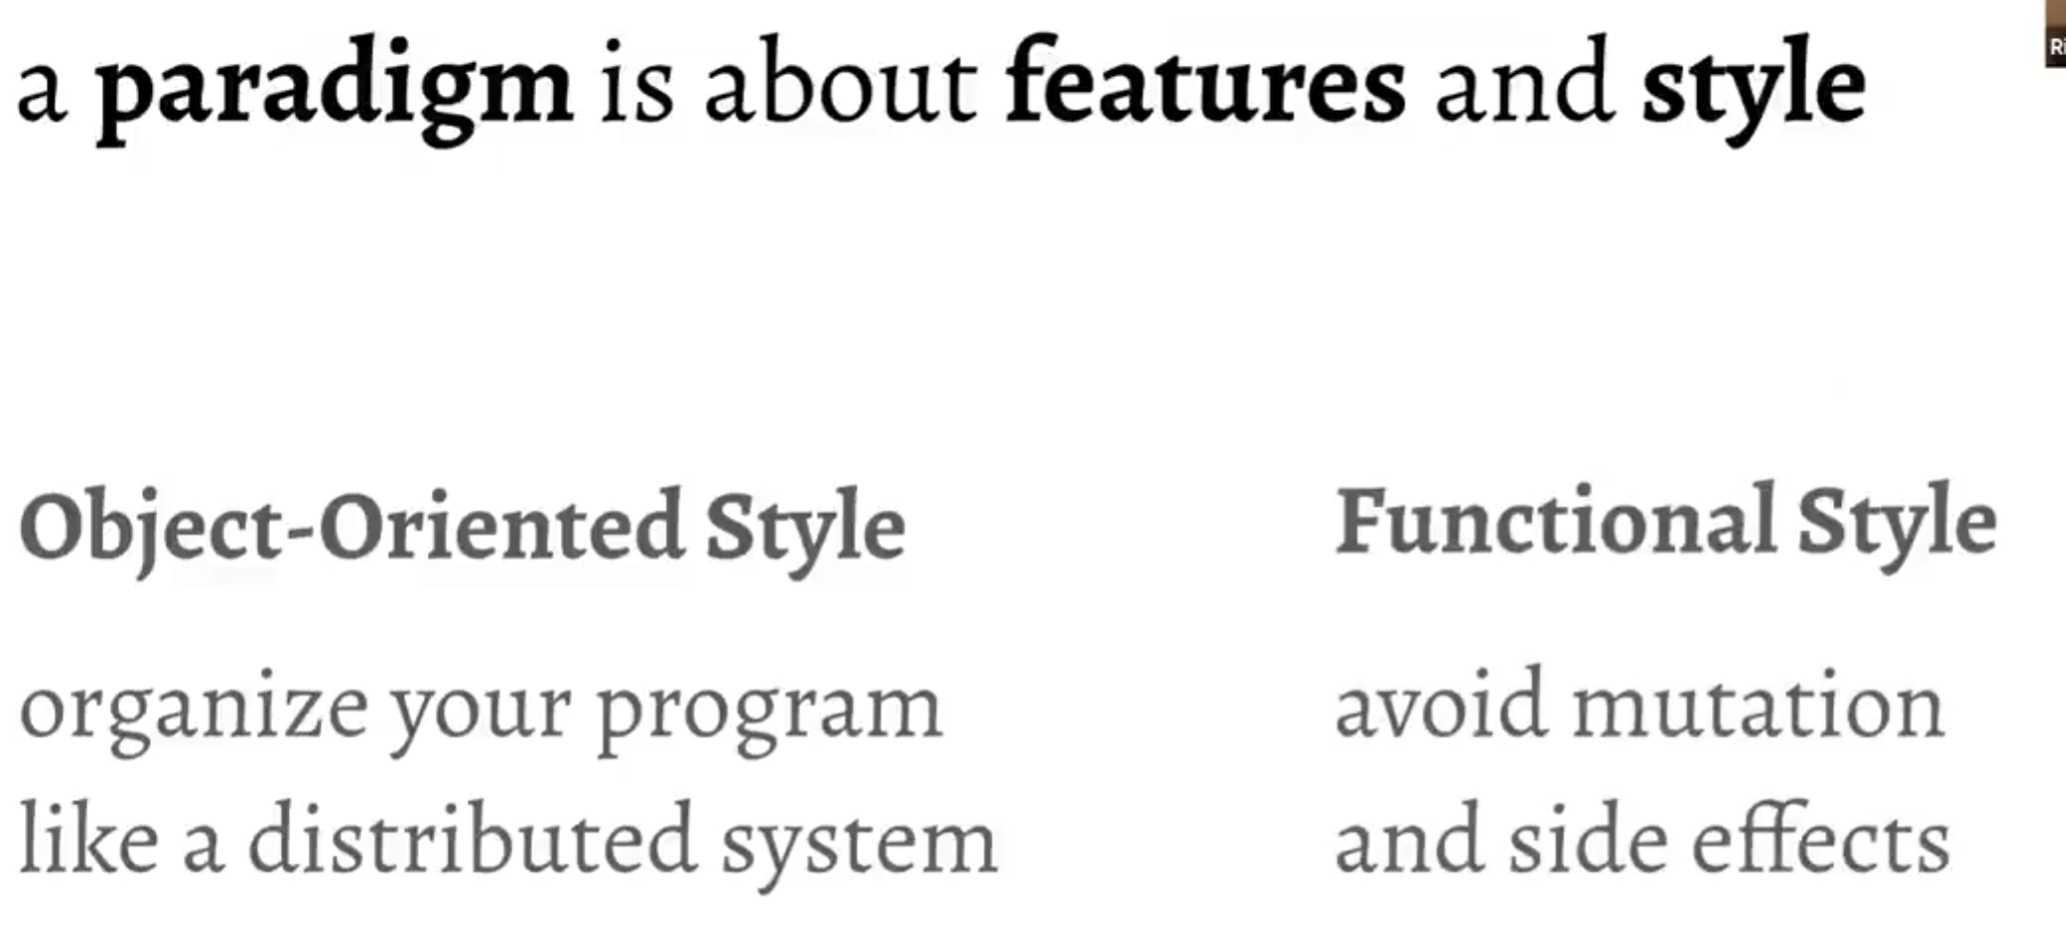 a paradigm is about features and style
Ri
Object-Oriented Style
Functional Style
organize your program
like a distributed system
avoid mutation
and side effects